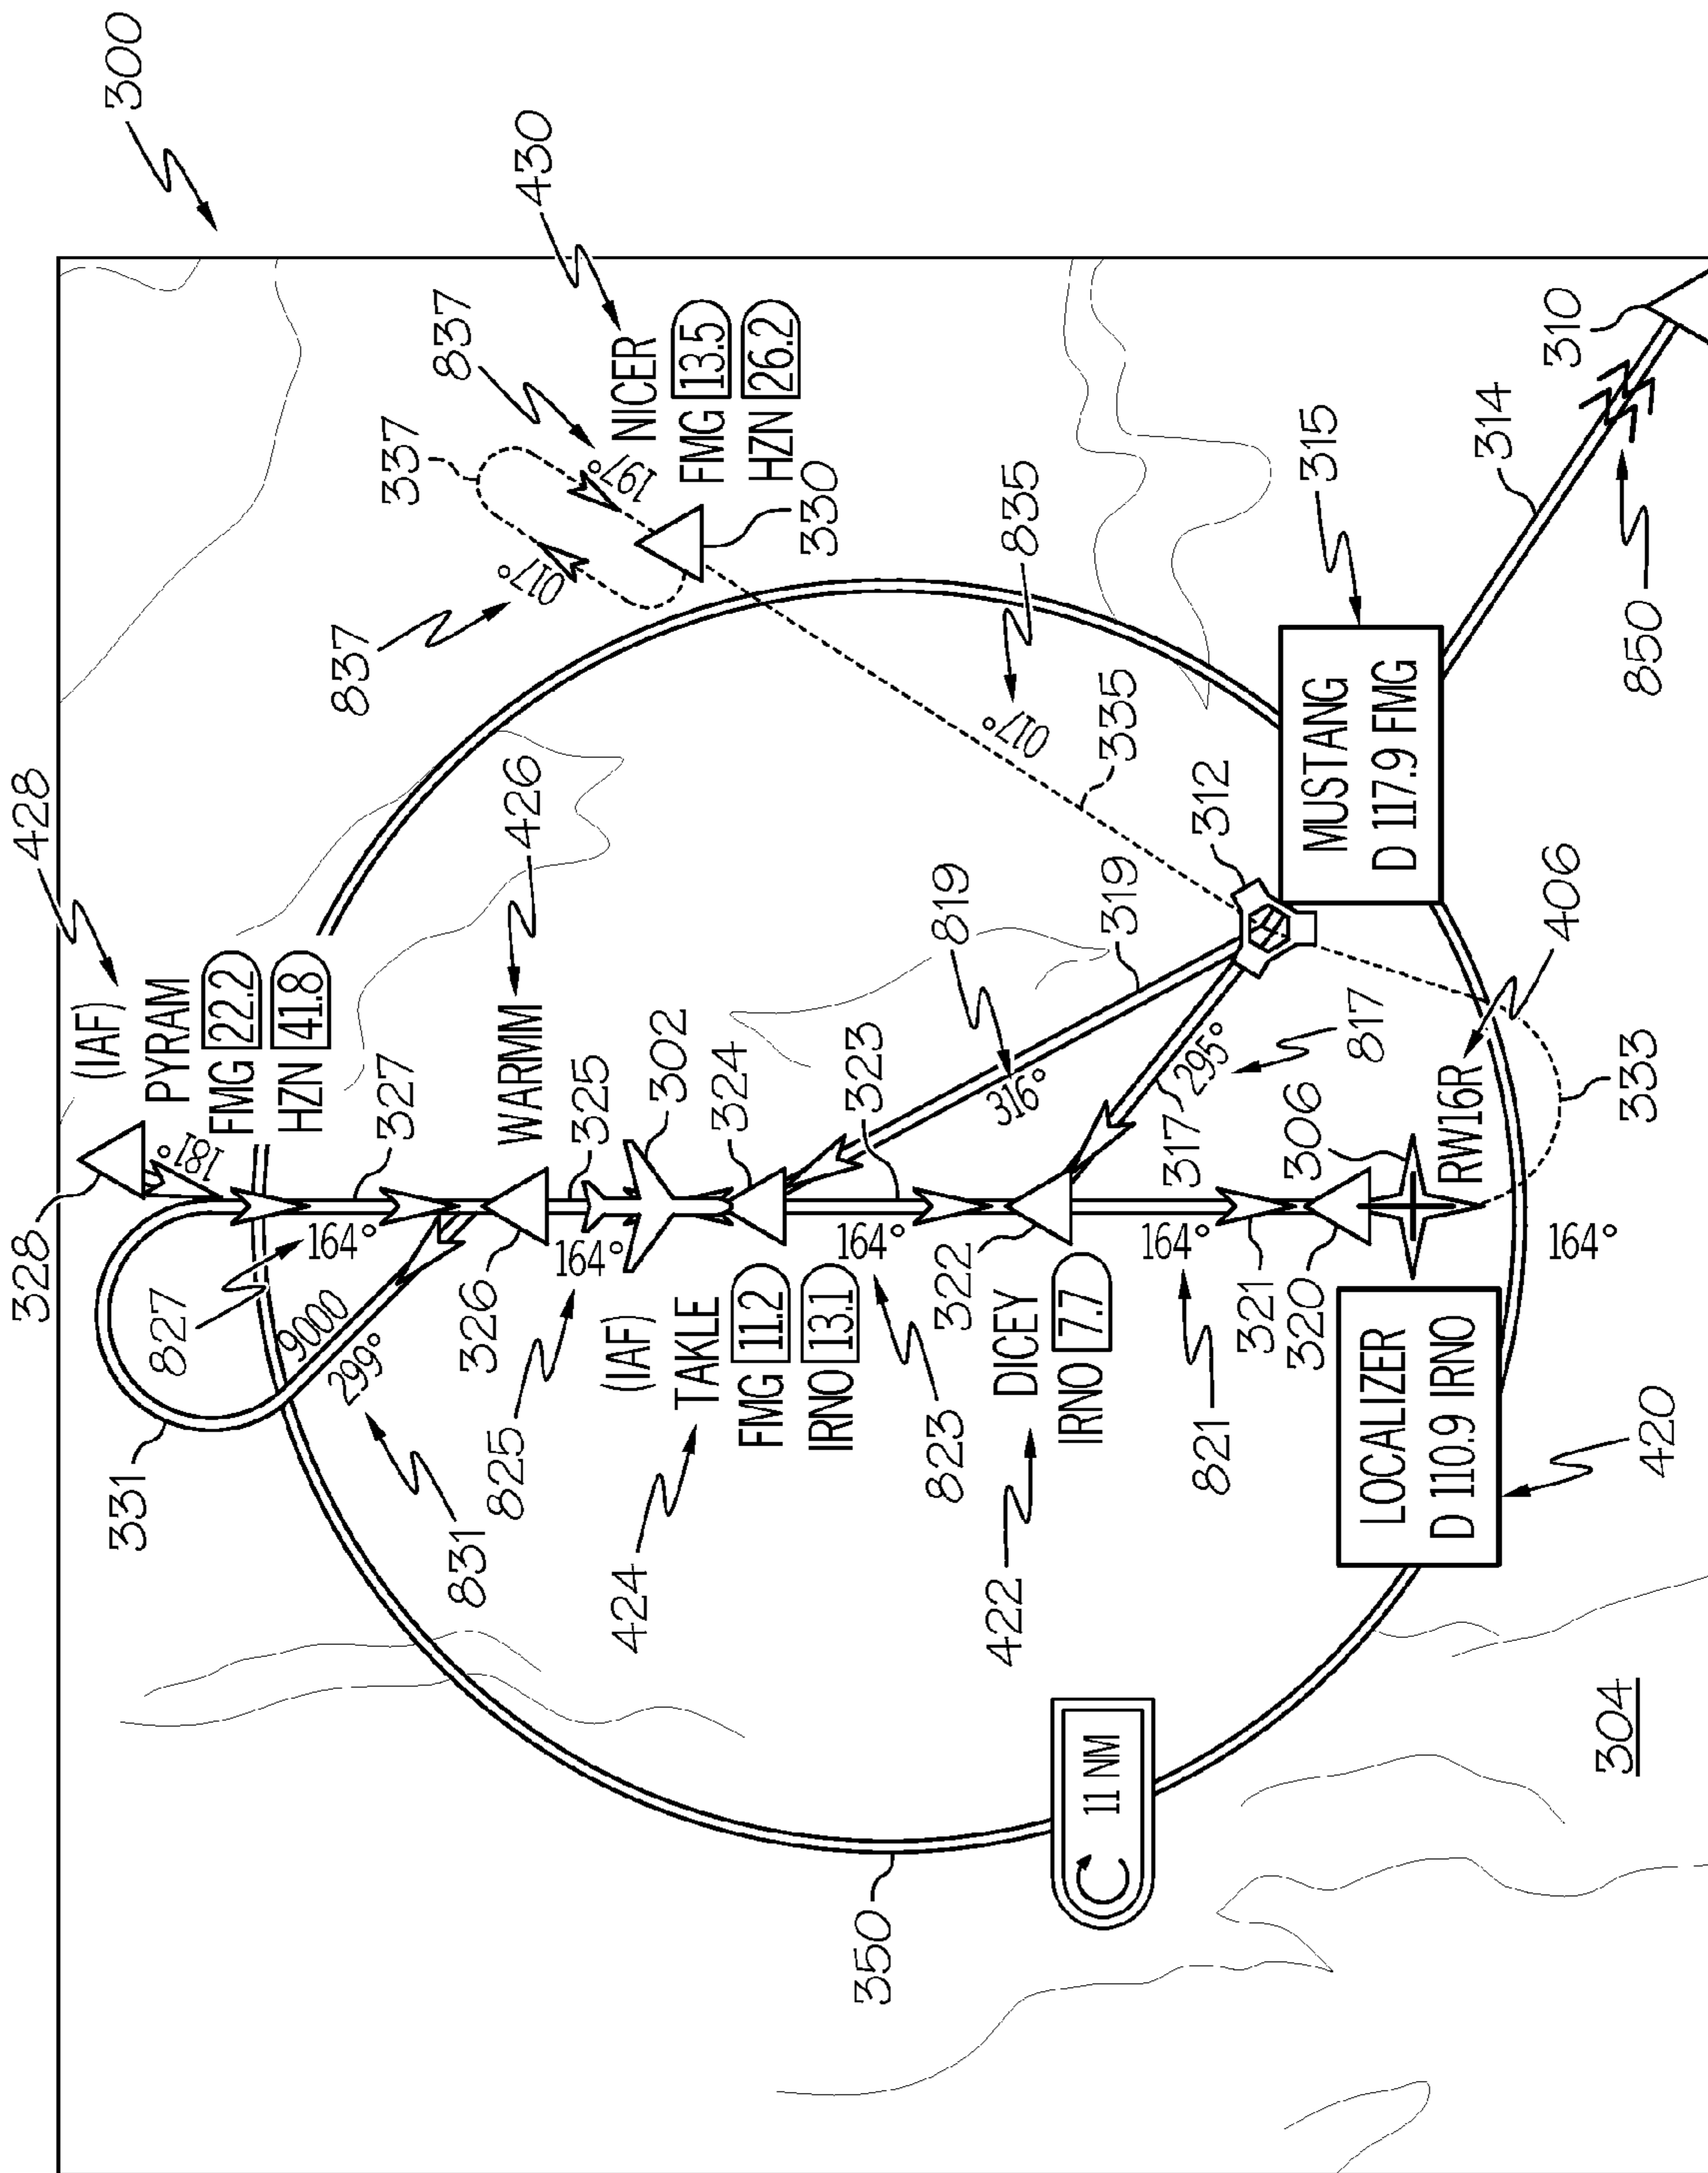 300
428
(IAF)
PYRAM
FMG 22.2
HZN 41.8
328
181°
327
164°
827
331
9000
299°
831
430
NICER
FMG 13.5
HZN 26.2
837
197°
337
330
017°
837
426
WARMM
326
325
302
164°
825
(IAF)
TAKLE
FMG 11.2
IRNO 13.1
424
324
323
164°
823
835
017°
335
819
319
316°
312
317
295°
817
322
DICEY
IRNO 7.7
422
164°
821
321
320
306
RW16R
406
333
164°
MUSTANG
D 117.9 FMG
315
314
310
850
LOCALIZER
D 110.9 IRNO
420
11 NM
350
304